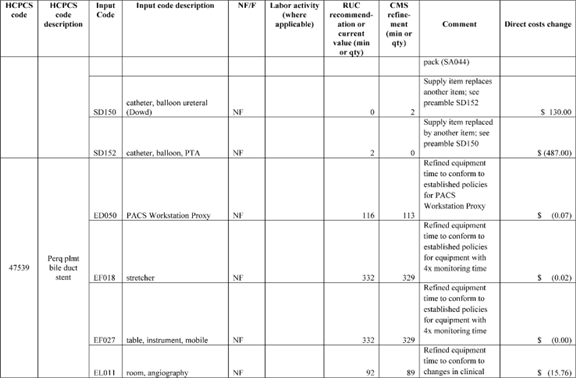 HCPCS code | HCPCS code description | Input Code | Input code description | NF/F | Labor activity (where applicable) | RUC recommend-ation or current value (min or qty) | CMS refine-ment (min or qty) | Comment | Direct costs change
pack (SA044)
SD150 | catheter, balloon ureteral (Dowd) | NF | 0 | 2 | Supply item replaces another item; see preamble SD152 | $ 130.00
SD152 | catheter, balloon, PTA | NF | 2 | 0 | Supply item replaced by another item; see preamble SD150 | $ (487.00)
47539 | Perq plmt bile duct stent | ED050 | PACS Workstation Proxy | NF | 116 | 113 | Refined equipment time to conform to established policies for PACS Workstation Proxy | $ (0.07)
EF018 | stretcher | NF | 332 | 329 | Refined equipment time to conform to established policies for equipment with 4x monitoring time | $ (0.02)
EF027 | table, instrument, mobile | NF | 332 | 329 | Refined equipment time to conform to established policies for equipment with 4x monitoring time | $ (0.00)
EL011 | room, angiography | NF | 92 | 89 | Refined equipment time to conform to changes in clinical | $ (15.76)